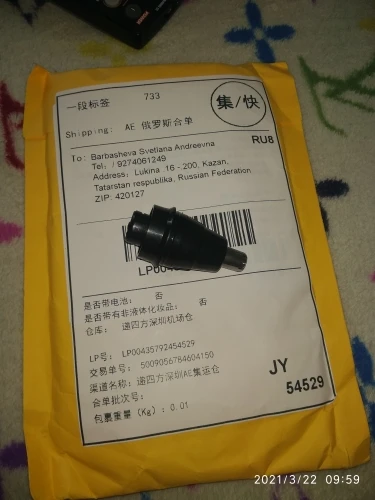 一段标签 733
集/快
Shipping: AE 俄罗斯合单
RU8
To: Barbasheva Svetlana Andreevna
Tel: / 9274061249
Address: Lukina 16 - 200, Kazan,
Tatarstan respublika, Russian Federation
ZIP: 420127
是否带电池: 否
是否带有非液体化妆品: 否
仓库: 递四方深圳机场仓
LP号: LP00435792454529
交易单号: 5009056784604150
渠道名称: 递四方深圳AE集运仓
合单批次号:
包裹重量 (Kg): 0.01
JY
54529
2021/3/22 09:59